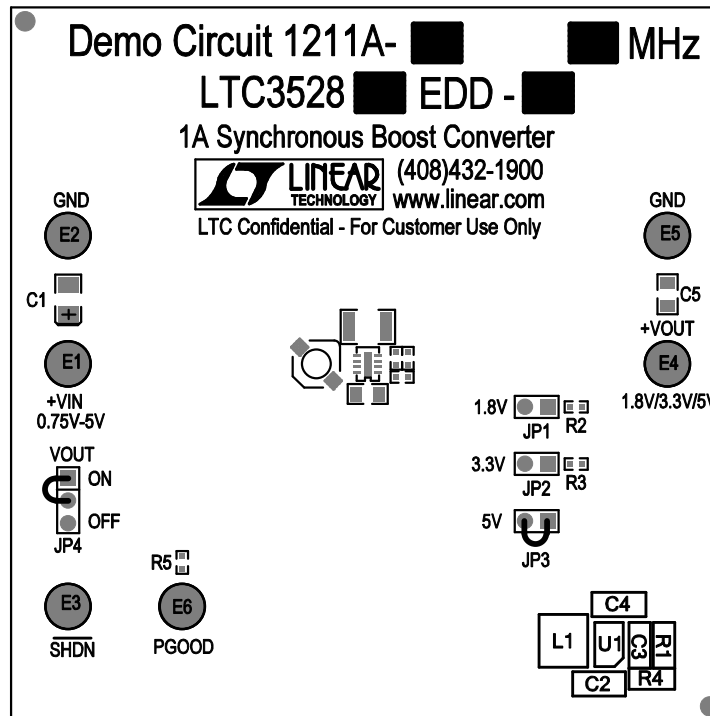 Demo Circuit 1211A- MHz
LTC3528 EDD -
1A Synchronous Boost Converter
LINEAR TECHNOLOGY
(408)432-1900
www.linear.com
LTC Confidential - For Customer Use Only
GND
E2
C1
+
E1
+VIN
0.75V-5V
VOUT
ON
OFF
JP4
E3
SHDN
R5
E6
PGOOD
GND
E5
C5
+VOUT
E4
1.8V/3.3V/5V
1.8V
JP1
R2
3.3V
JP2
R3
5V
JP3
C4
L1
U1
C3
R1
C2
R4